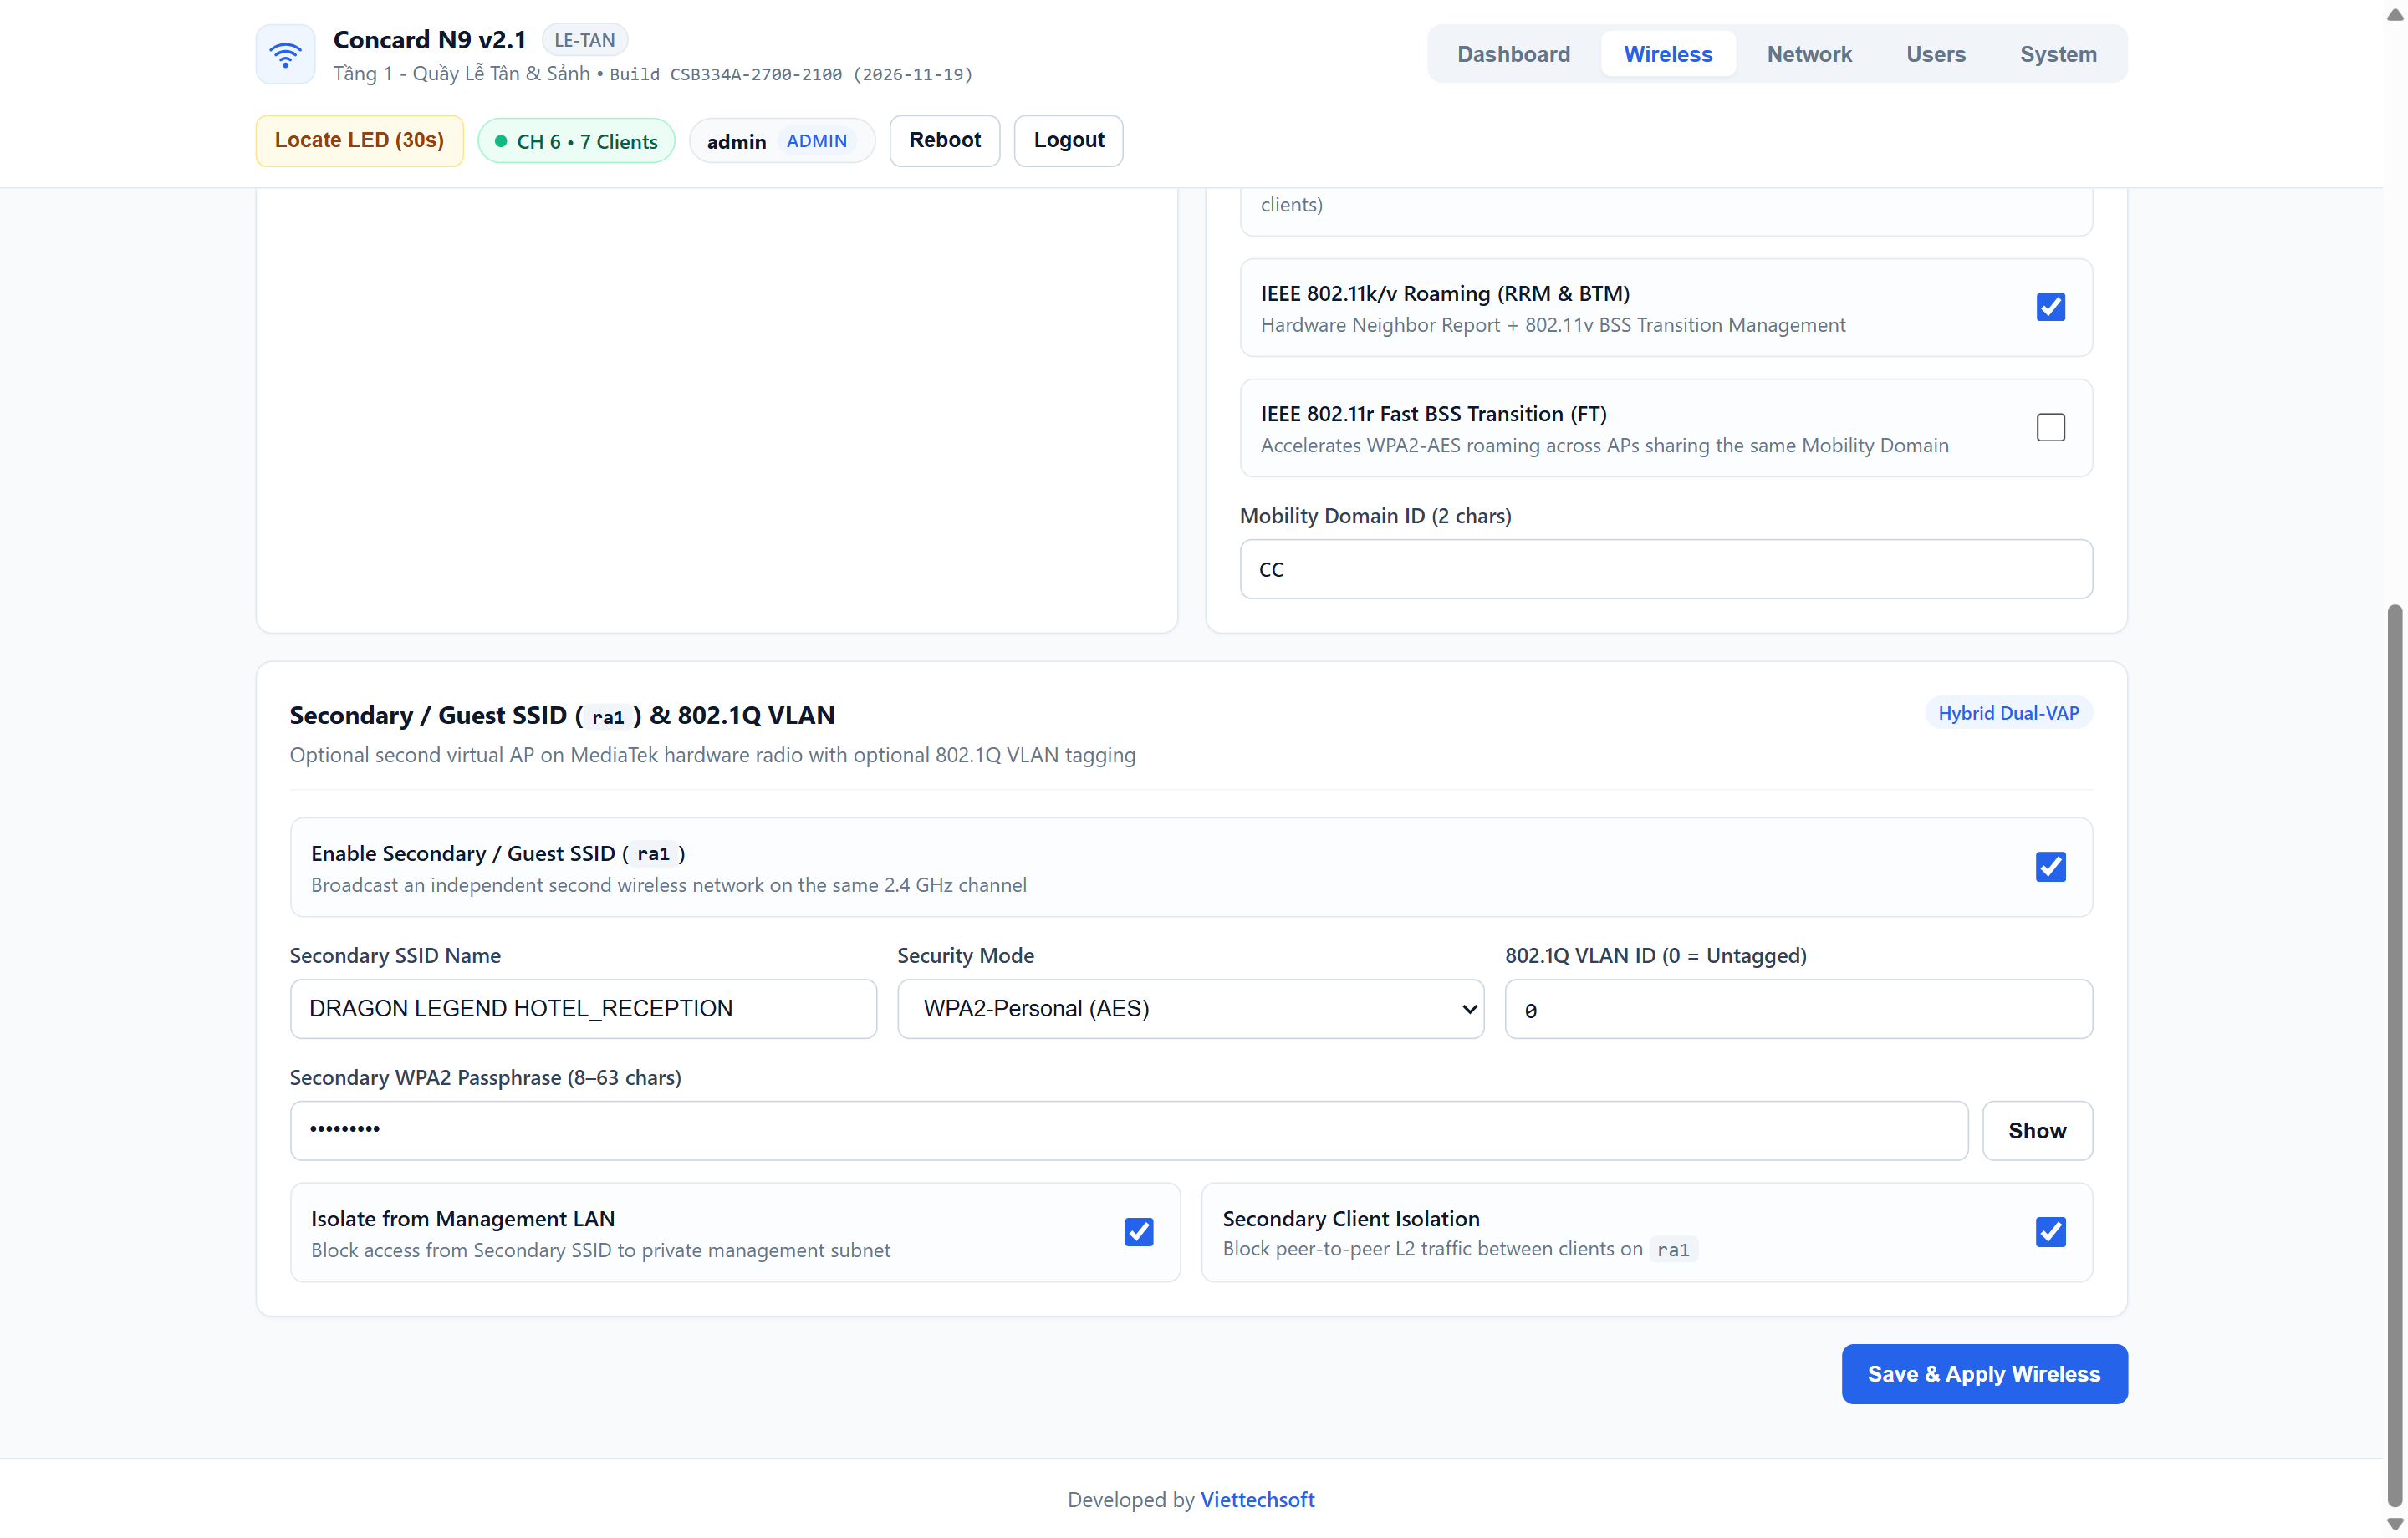 Concard N9 v2.1 LE-TAN
Tầng 1 - Quầy Lễ Tân & Sảnh • Build CSB334A-2700-2100 (2026-11-19)
Dashboard Wireless Network Users System
Locate LED (30s) CH 6 • 7 Clients admin ADMIN Reboot Logout
clients)
IEEE 802.11k/v Roaming (RRM & BTM)
Hardware Neighbor Report + 802.11v BSS Transition Management
IEEE 802.11r Fast BSS Transition (FT)
Accelerates WPA2-AES roaming across APs sharing the same Mobility Domain
Mobility Domain ID (2 chars)
CC
Secondary / Guest SSID ( ra1 ) & 802.1Q VLAN
Hybrid Dual-VAP
Optional second virtual AP on MediaTek hardware radio with optional 802.1Q VLAN tagging
Enable Secondary / Guest SSID ( ra1 )
Broadcast an independent second wireless network on the same 2.4 GHz channel
Secondary SSID Name
DRAGON LEGEND HOTEL_RECEPTION
Security Mode
WPA2-Personal (AES)
802.1Q VLAN ID (0 = Untagged)
0
Secondary WPA2 Passphrase (8–63 chars)
•••••••••
Show
Isolate from Management LAN
Block access from Secondary SSID to private management subnet
Secondary Client Isolation
Block peer-to-peer L2 traffic between clients on ra1
Save & Apply Wireless
Developed by Viettechsoft